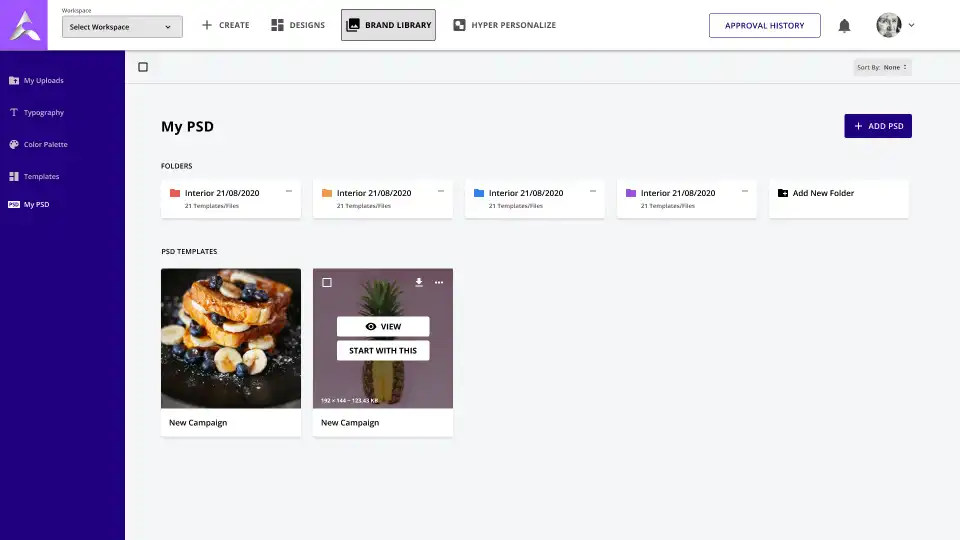 Workspace
Select Workspace
CREATE
DESIGNS
BRAND LIBRARY
HYPER PERSONALIZE
APPROVAL HISTORY
Sort By: None
My Uploads
Typography
Color Palette
Templates
PSD My PSD
My PSD
ADD PSD
FOLDERS
Interior 21/08/2020
21 Templates/Files
Interior 21/08/2020
21 Templates/Files
Interior 21/08/2020
21 Templates/Files
Interior 21/08/2020
21 Templates/Files
Add New Folder
PSD TEMPLATES
VIEW
START WITH THIS
192 × 144 – 123.43 KB
New Campaign
New Campaign